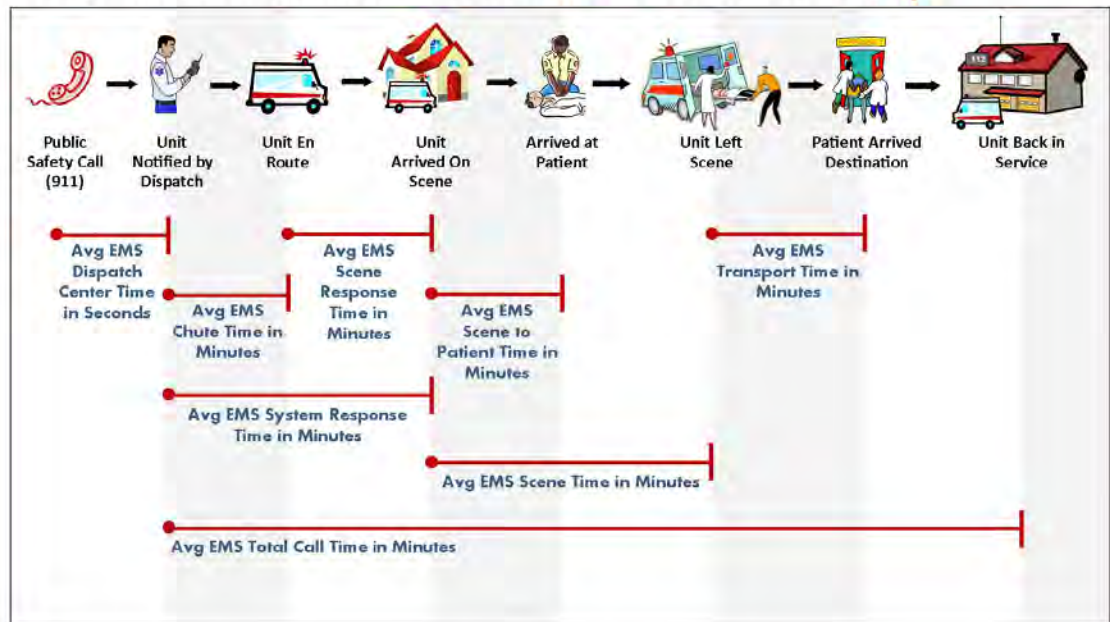 Public
Safety Call
(911)
Unit
Notified by
Dispatch
Unit En
Route
Unit
Arrived On
Scene
Arrived at
Patient
Unit Left
Scene
Patient Arrived
Destination
Unit Back in
Service
Avg EMS
Dispatch
Center Time
in Seconds
Avg EMS
Chute Time in
Minutes
Avg EMS
Scene
Response
Time in
Minutes
Avg EMS
Scene to
Patient Time in
Minutes
Avg EMS
Transport Time in
Minutes
Avg EMS System Response
Time in Minutes
Avg EMS Scene Time in Minutes
Avg EMS Total Call Time in Minutes